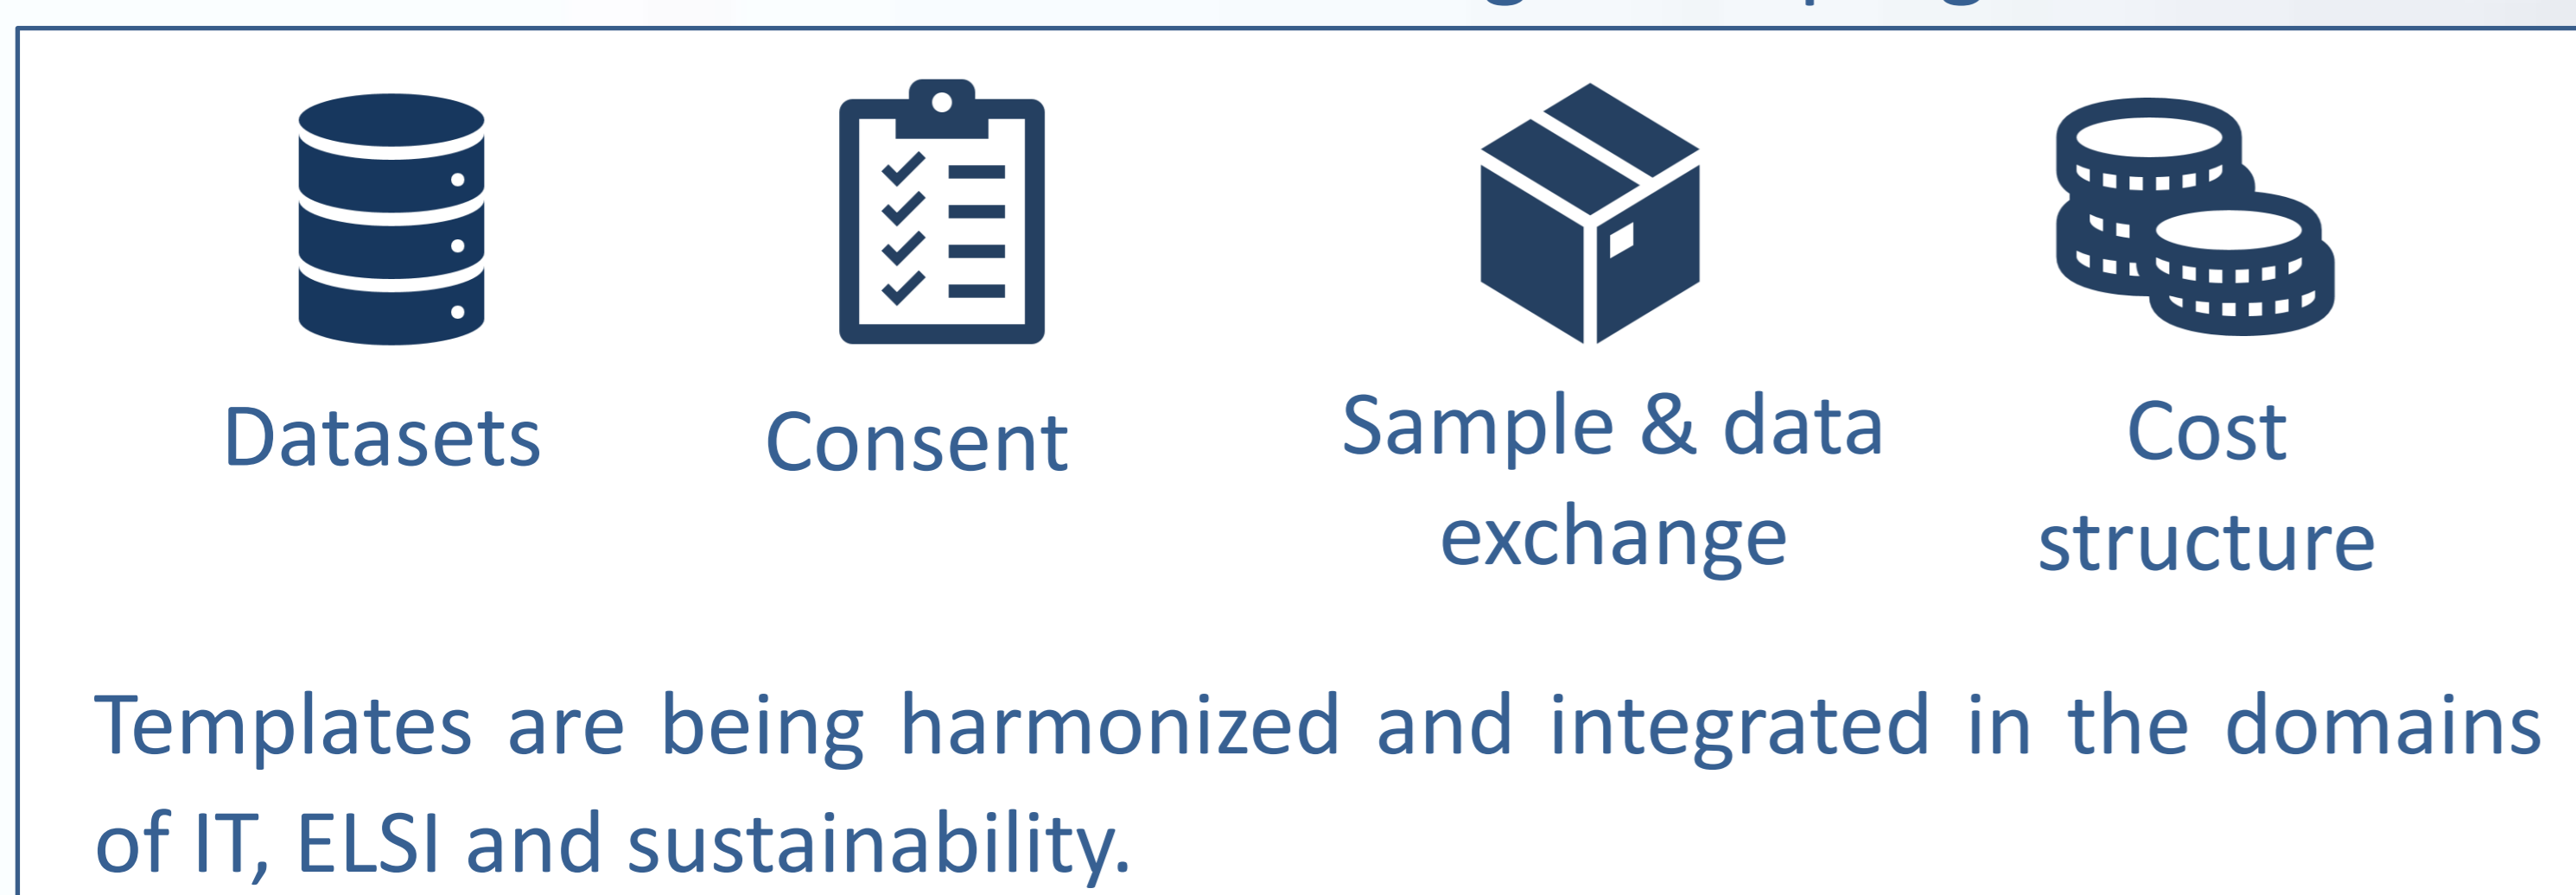 Datasets
Consent
Sample & data
exchange
Cost
structure
Templates are being harmonized and integrated in the domains
of IT, ELSI and sustainability.